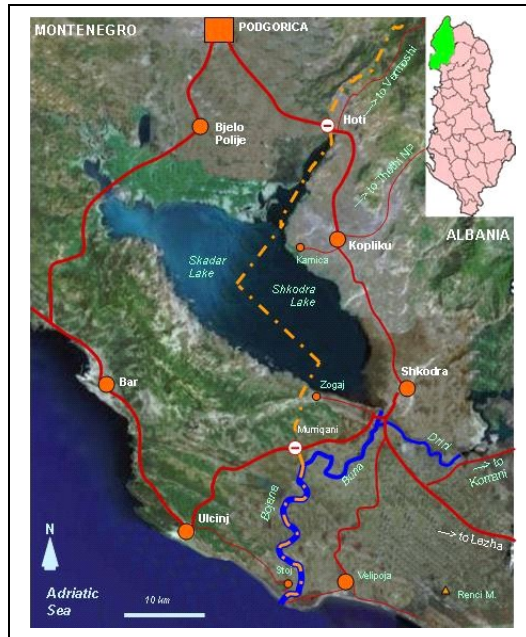 MONTENEGRO
PODGORICA
Hoti
--> to Vermoshi
Bjelo
Polije
--> to Thethi NP
Kopliku
ALBANIA
Kamica
Skadar
Lake
Shkodra
Lake
Shkodra
Bar
Zogaj
Murriqani
Drini
Buna
--> to
Komani
Bojana
Ulcinj
--> to Lezha
N
Stoj
Velipoja
Renci M.
Adriatic
Sea
10 km